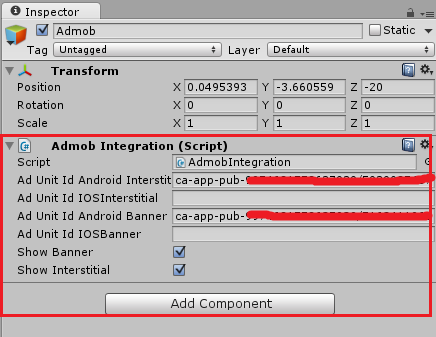 Inspector
Admob
Static
Tag Untagged Layer Default
Transform
Position X 0.0495393 Y -3.660559 Z -20
Rotation X 0 Y 0 Z 0
Scale X 1 Y 1 Z 1
Admob Integration (Script)
Script AdmobIntegration
Ad Unit Id Android Interstit ca-app-pub-
Ad Unit Id IOSInterstitial
Ad Unit Id Android Banner ca-app-pub-
Ad Unit Id IOSBanner
Show Banner
Show Interstitial
Add Component